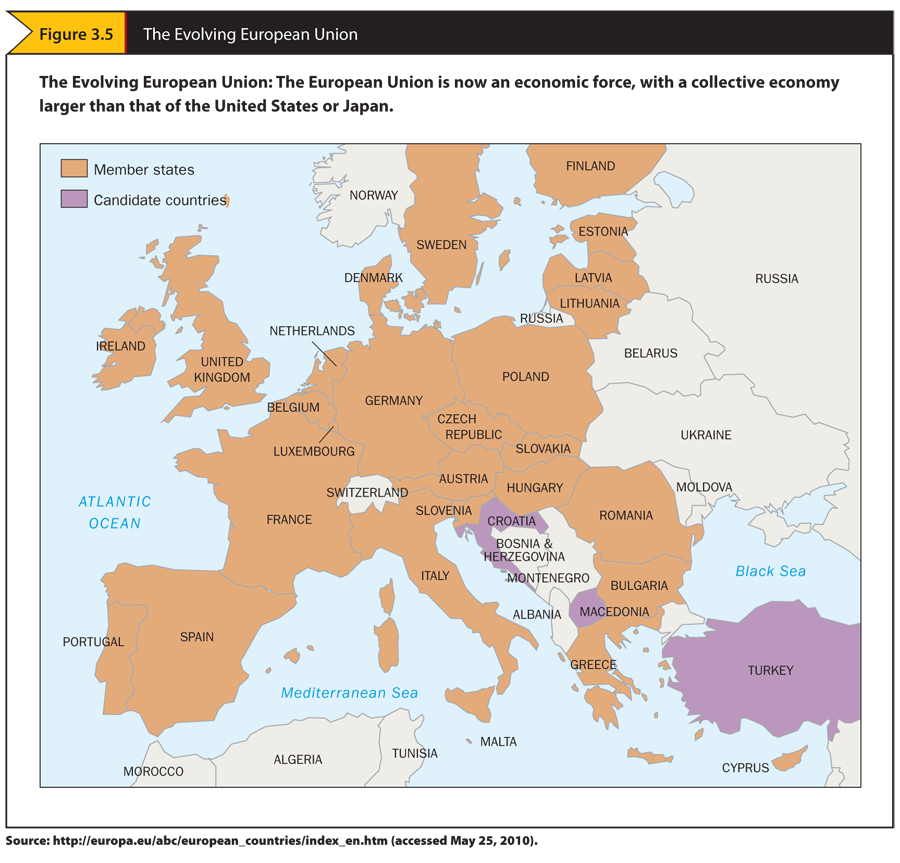 Figure 3.5
The Evolving European Union
The Evolving European Union: The European Union is now an economic force, with a collective economy
larger than that of the United States or Japan.
Member states
Candidate countries
FINLAND
NORWAY
ESTONIA
SWEDEN
RUSSIA
DENMARK
LATVIA
LITHUANIA
RUSSIA
NETHERLANDS
IRELAND
BELARUS
UNITED
KINGDOM
POLAND
GERMANY
BELGIUM
CZECH
REPUBLIC
UKRAINE
LUXEMBOURG
SLOVAKIA
AUSTRIA
SWITZERLAND
HUNGARY
MOLDOVA
ATLANTIC
OCEAN
SLOVENIA
FRANCE
CROATIA
ROMANIA
BOSNIA &
HERZEGOVINA
Black Sea
ITALY
MONTENEGRO
BULGARIA
ALBANIA
MACEDONIA
PORTUGAL
SPAIN
GREECE
TURKEY
Mediterranean Sea
MALTA
TUNISIA
ALGERIA
MOROCCO
CYPRUS
Source: http://europa.eu/abc/european_countries/index_en.htm (accessed May 25, 2010).